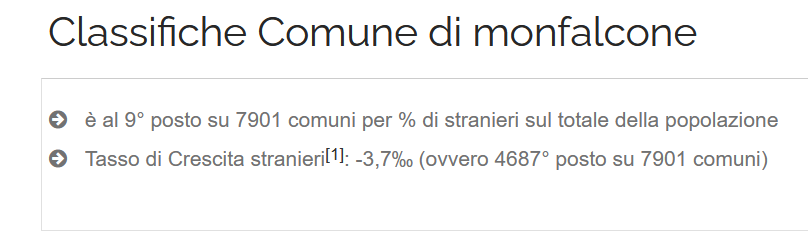 Classifiche Comune di monfalcone
è al 9° posto su 7901 comuni per % di stranieri sul totale della popolazione
Tasso di Crescita stranieri[1]: -3,7‰ (ovvero 4687° posto su 7901 comuni)